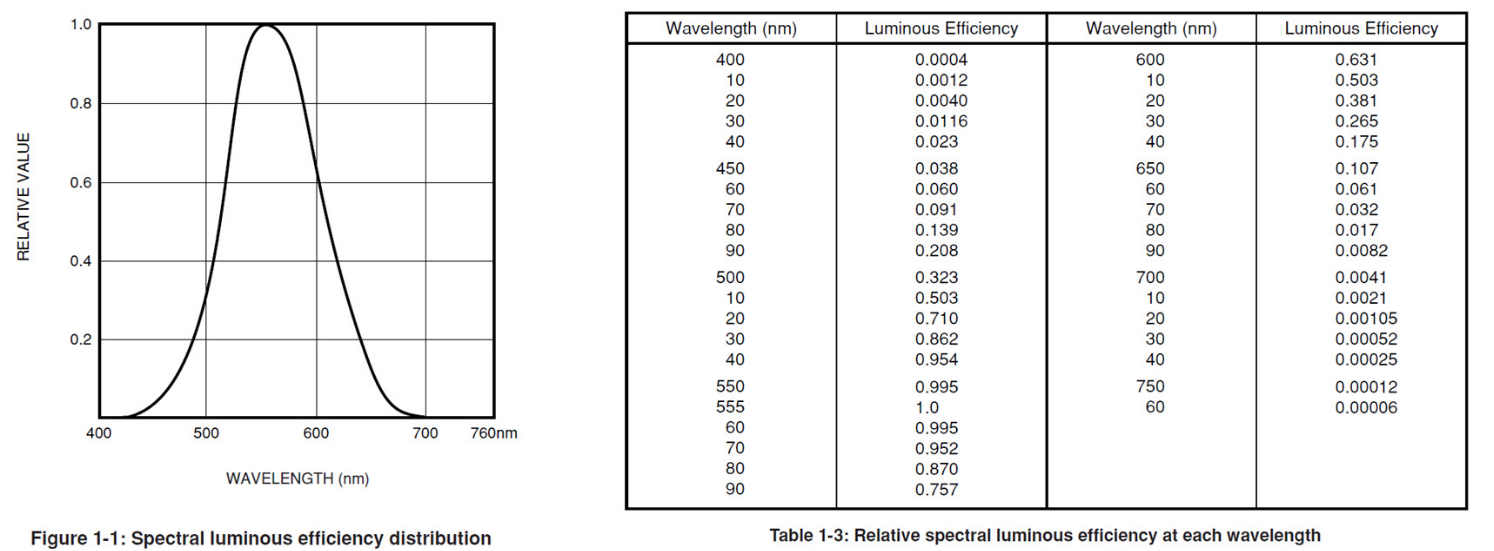 1.0
0.8
0.6
0.4
0.2
RELATIVE VALUE
400 500 600 700 760nm
WAVELENGTH (nm)
Figure 1-1: Spectral luminous efficiency distribution
Wavelength (nm) Luminous Efficiency Wavelength (nm) Luminous Efficiency
400 0.0004 600 0.631
10 0.0012 10 0.503
20 0.0040 20 0.381
30 0.0116 30 0.265
40 0.023 40 0.175
450 0.038 650 0.107
60 0.060 60 0.061
70 0.091 70 0.032
80 0.139 80 0.017
90 0.208 90 0.0082
500 0.323 700 0.0041
10 0.503 10 0.0021
20 0.710 20 0.00105
30 0.862 30 0.00052
40 0.954 40 0.00025
550 0.995 750 0.00012
555 1.0 60 0.00006
60 0.995
70 0.952
80 0.870
90 0.757
Table 1-3: Relative spectral luminous efficiency at each wavelength